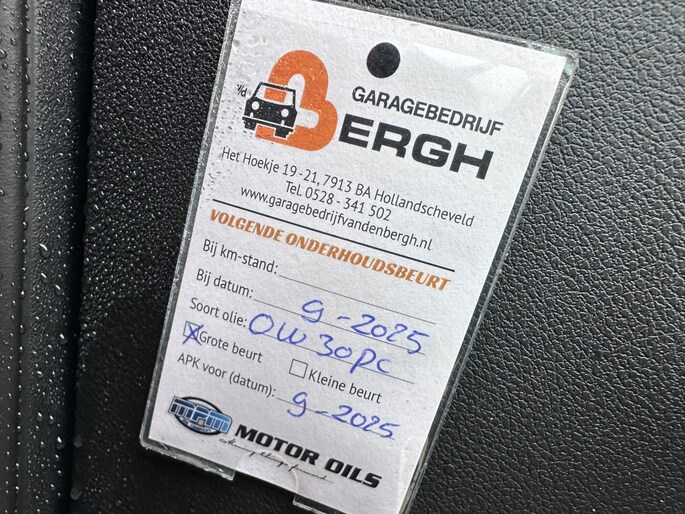 v/d
GARAGEBEDRIJF
BERGH
Het Hoekje 19-21, 7913 BA Hollandscheveld
Tel. 0528 - 341 502
www.garagebedrijfvandenbergh.nl
VOLGENDE ONDERHOUDSBEURT
Bij km-stand:
Bij datum: 9-2025
Soort olie: 0W30pc
Grote beurt Kleine beurt
APK voor (datum): 9-2025
MPM
MOTOR OILS